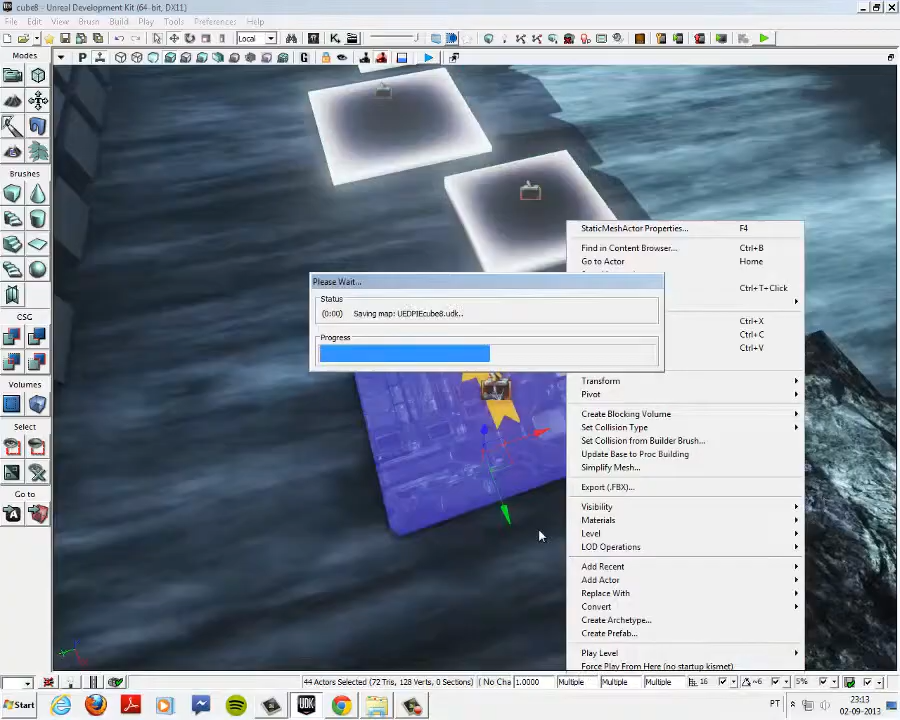 cube8 - Unreal Development Kit (64-bit, DX11)
File Edit View Brush Build Play Tools Preferences Help
Local
Modes
P
G
Brushes
CSG
Volumes
Select
Go to
Please Wait...
Status
(0:00) Saving map: UEDPIEcube8.udk...
Progress
StaticMeshActor Properties... F4
Find in Content Browser... Ctrl+B
Go to Actor Home
Ctrl+T+Click
Ctrl+X
Ctrl+C
Ctrl+V
Transform
Pivot
Create Blocking Volume
Set Collision Type
Set Collision from Builder Brush...
Update Base to Proc Building
Simplify Mesh...
Export (.FBX)...
Visibility
Materials
Level
LOD Operations
Add Recent
Add Actor
Replace With
Convert
Create Archetype...
Create Prefab...
Play Level
Force Play From Here (no startup kismet)
44 Actors Selected (72 Tris, 128 Verts, 0 Sections) (No Cha 1.0000 Multiple Multiple Multiple 16 ~6 5%
Start UDK PT 23:13
02-09-2013